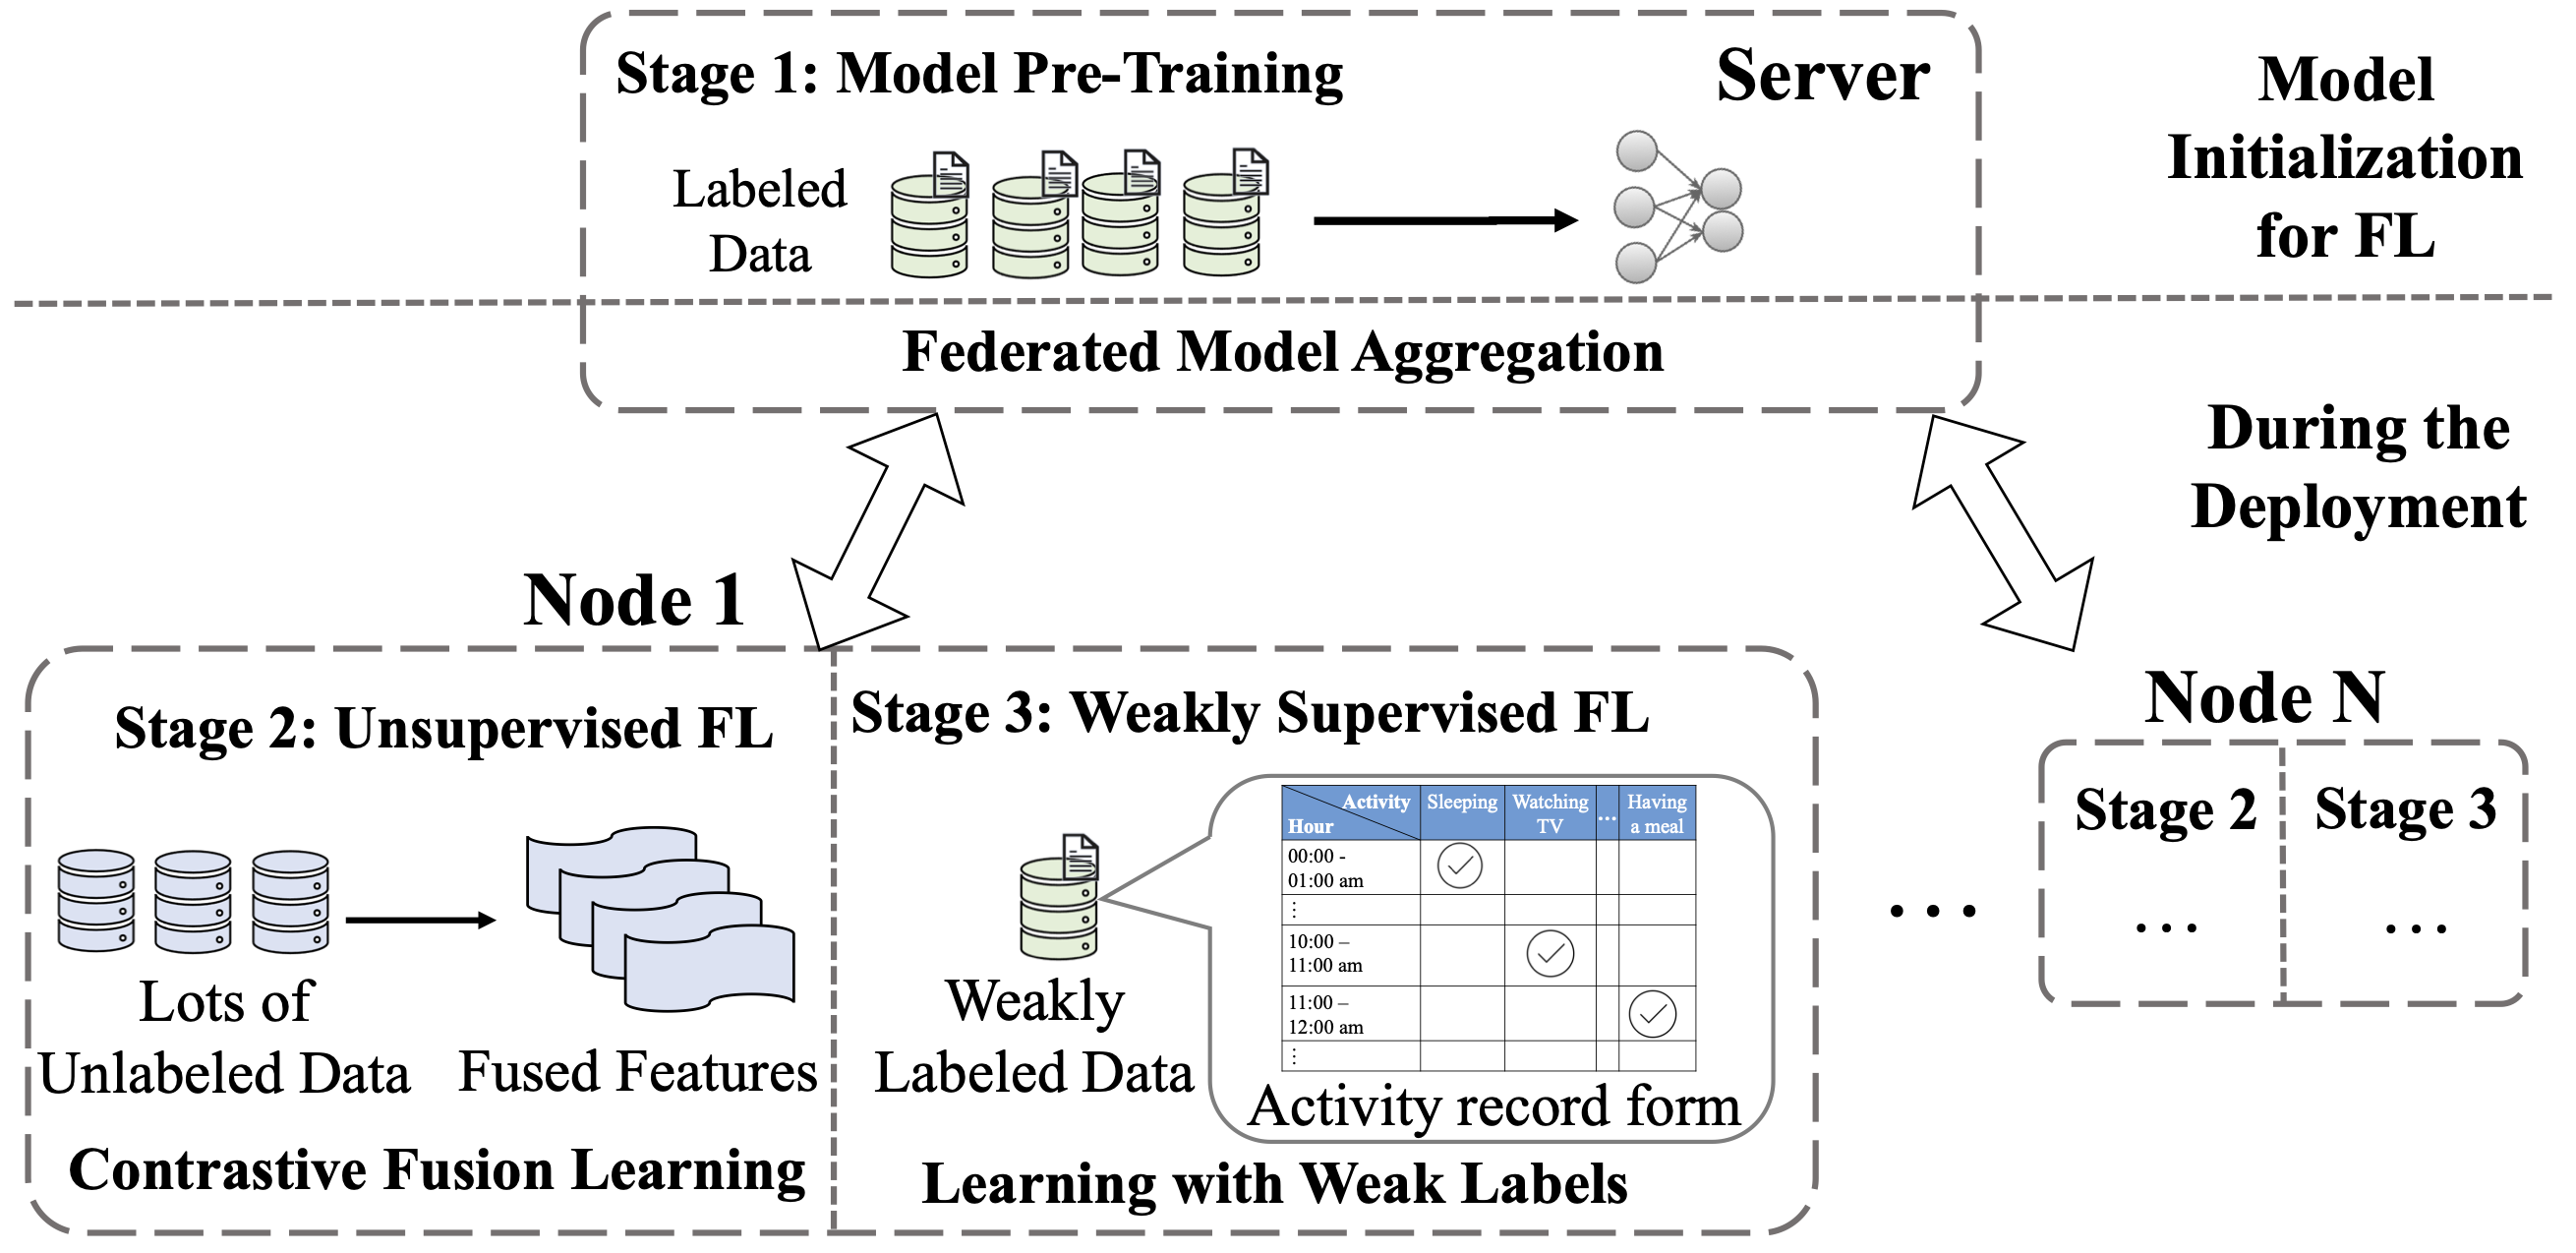 Stage 1: Model Pre-Training
Server
Labeled
Data
Model
Initialization
for FL
Federated Model Aggregation
During the
Deployment
Node 1
Stage 2: Unsupervised FL
Lots of
Unlabeled Data
Fused Features
Contrastive Fusion Learning
Stage 3: Weakly Supervised FL
Weakly
Labeled Data
Activity
Hour
Sleeping
Watching
TV
...
Having
a meal
00:00 -
01:00 am
⋮
10:00 –
11:00 am
11:00 –
12:00 am
⋮
Activity record form
Learning with Weak Labels
...
Node N
Stage 2
...
Stage 3
...